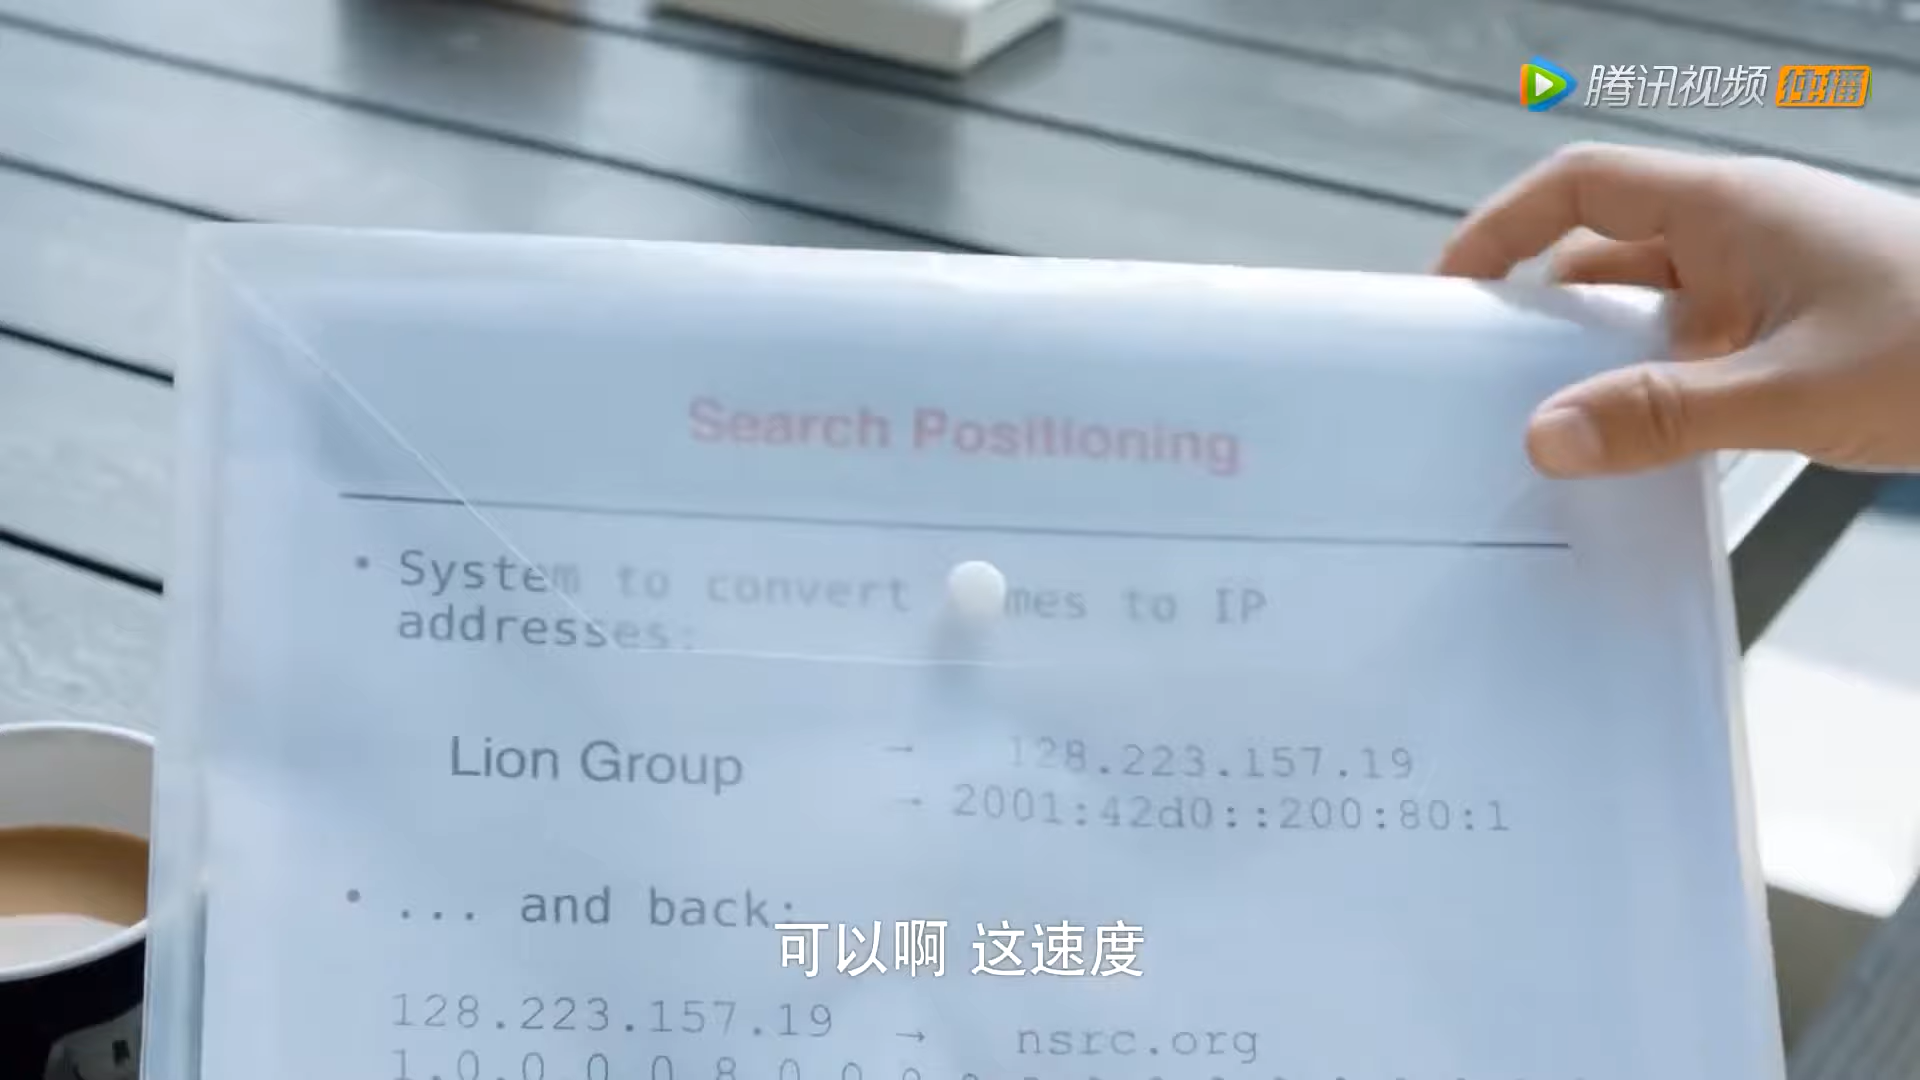 腾讯视频 独播
Search Positioning
• System to convert mes to IP
addresses:
Lion Group → 128.223.157.19
→ 2001:42d0::200:80:1
• ... and back:
可以啊 这速度
128.223.157.19 → nsrc.org